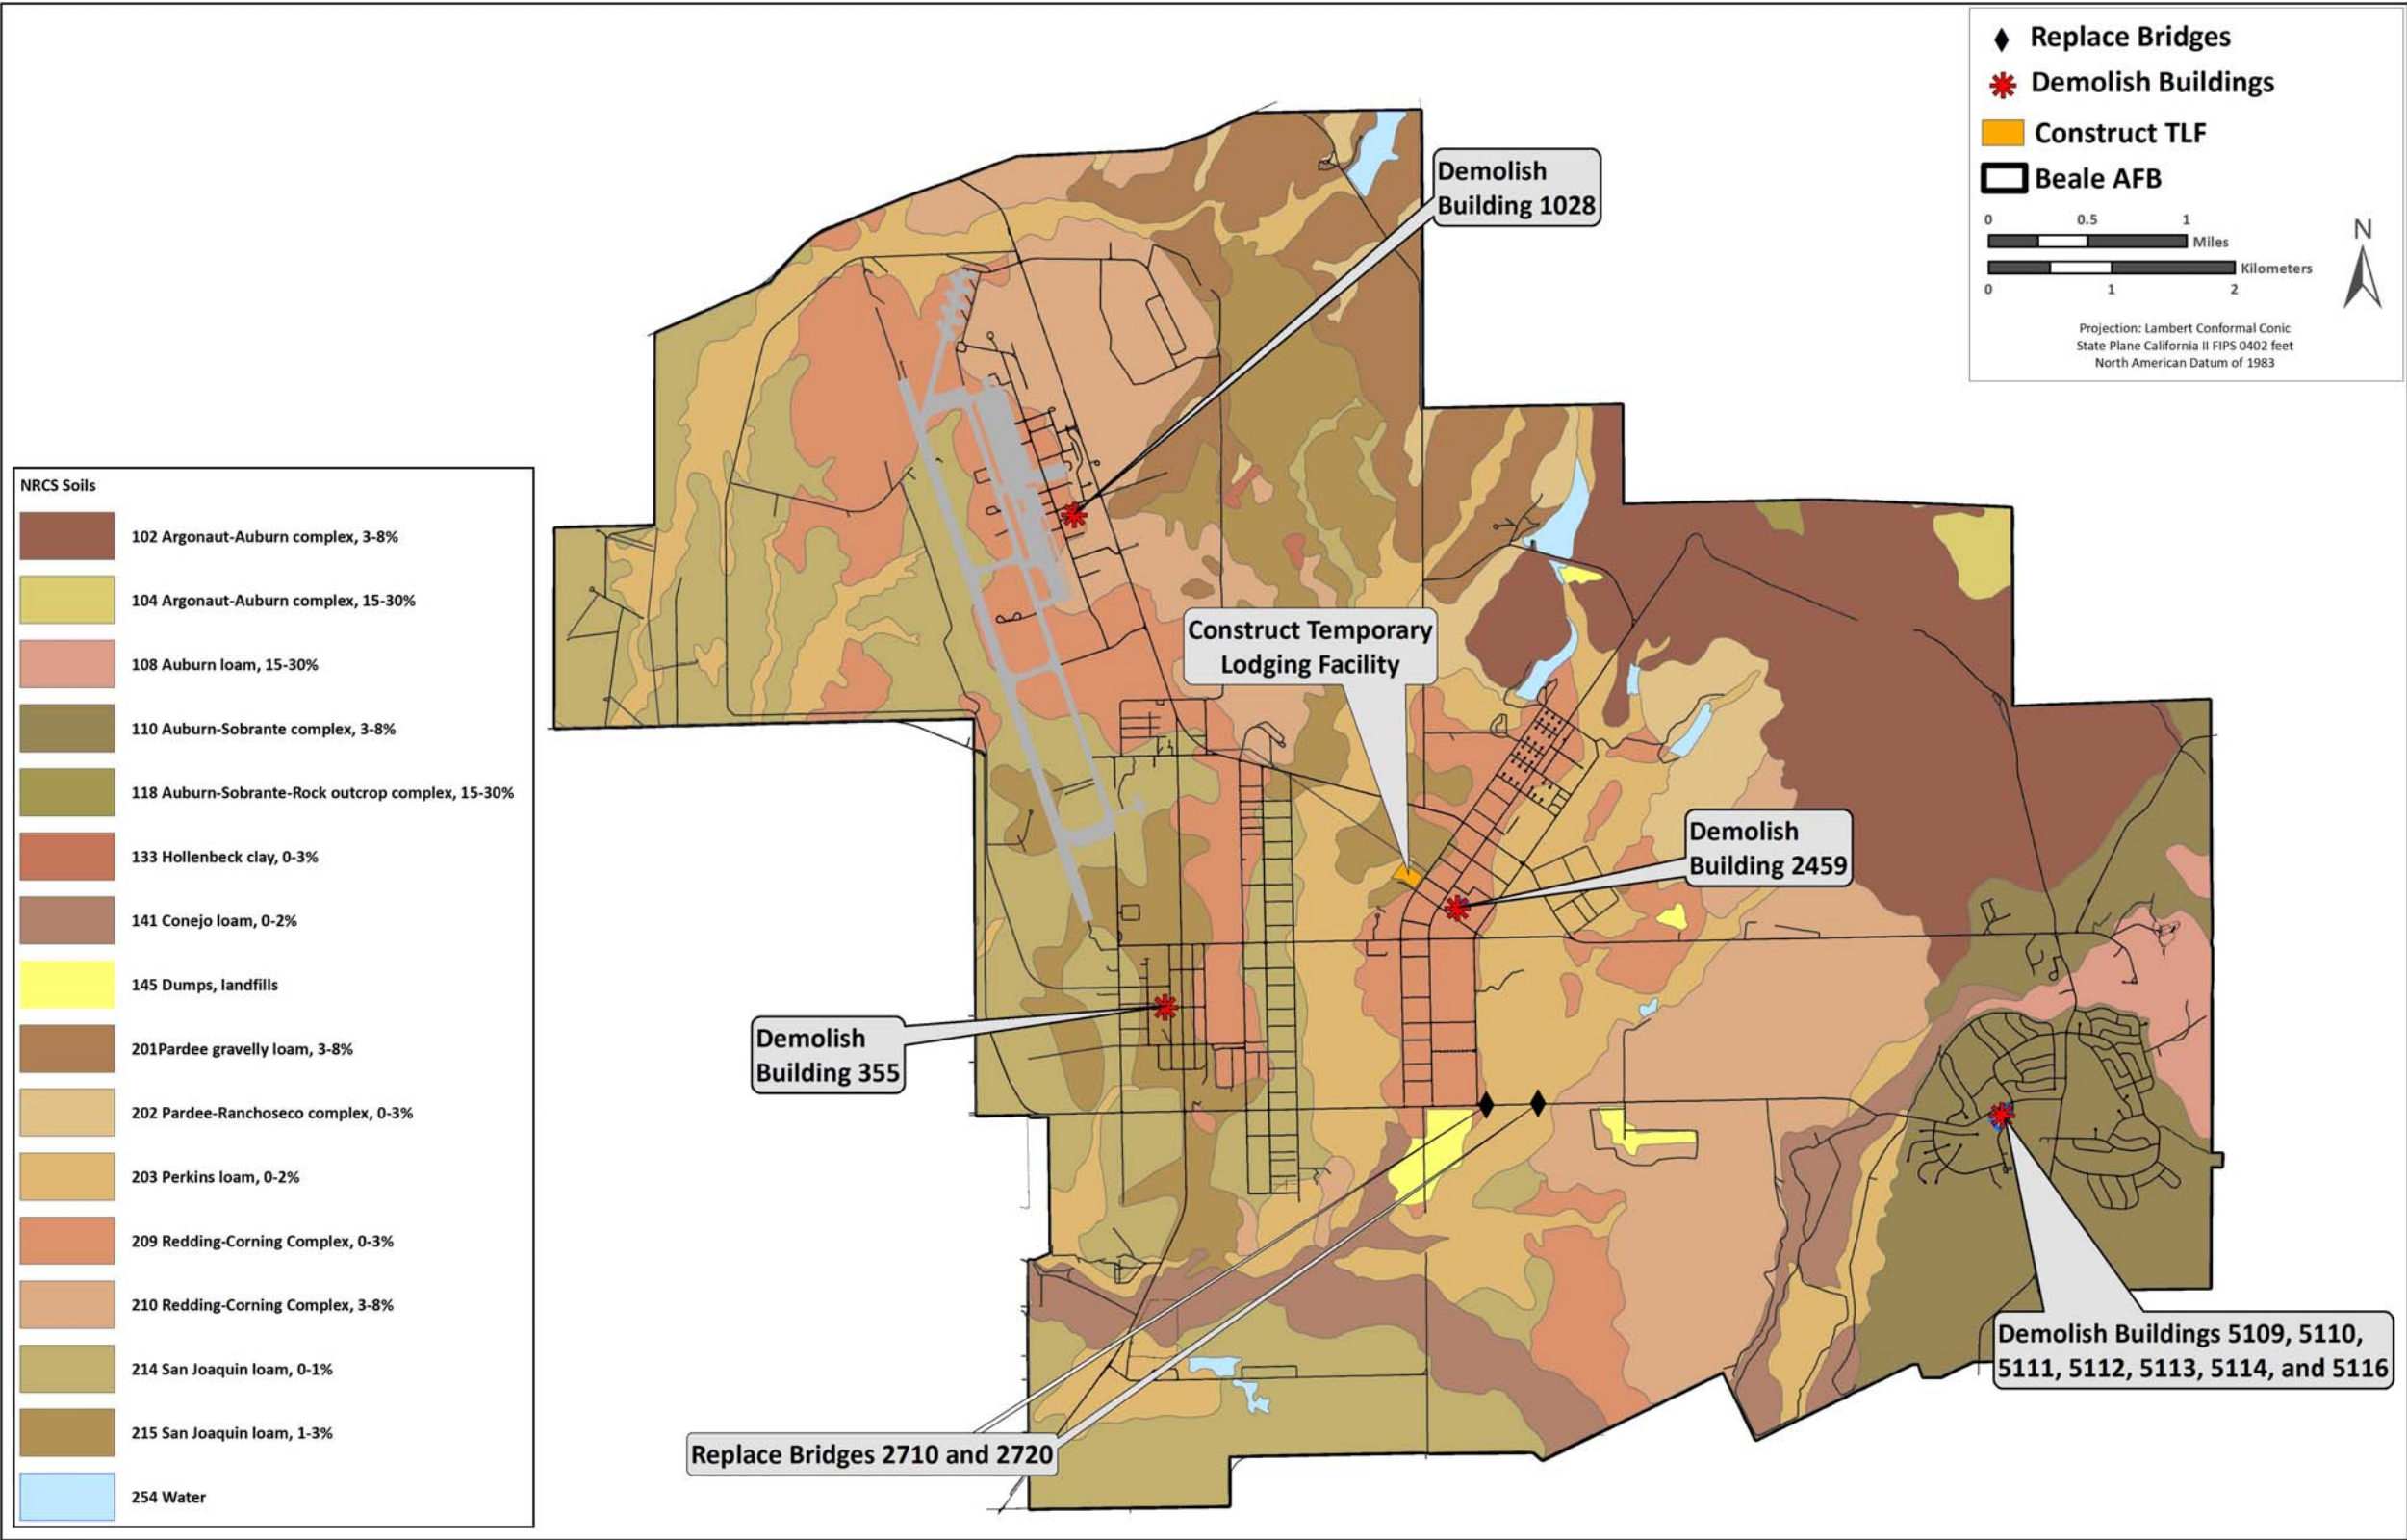 Replace Bridges
Demolish Buildings
Construct TLF
Beale AFB
0 0.5 1
Miles
Kilometers
0 1 2
N
Projection: Lambert Conformal Conic
State Plane California II FIPS 0402 feet
North American Datum of 1983
Demolish
Building 1028
Construct Temporary
Lodging Facility
Demolish
Building 2459
Demolish
Building 355
Demolish Buildings 5109, 5110,
5111, 5112, 5113, 5114, and 5116
Replace Bridges 2710 and 2720
NRCS Soils
102 Argonaut-Auburn complex, 3-8%
104 Argonaut-Auburn complex, 15-30%
108 Auburn loam, 15-30%
110 Auburn-Sobrante complex, 3-8%
118 Auburn-Sobrante-Rock outcrop complex, 15-30%
133 Hollenbeck clay, 0-3%
141 Conejo loam, 0-2%
145 Dumps, landfills
201Pardee gravelly loam, 3-8%
202 Pardee-Ranchoseco complex, 0-3%
203 Perkins loam, 0-2%
209 Redding-Corning Complex, 0-3%
210 Redding-Corning Complex, 3-8%
214 San Joaquin loam, 0-1%
215 San Joaquin loam, 1-3%
254 Water